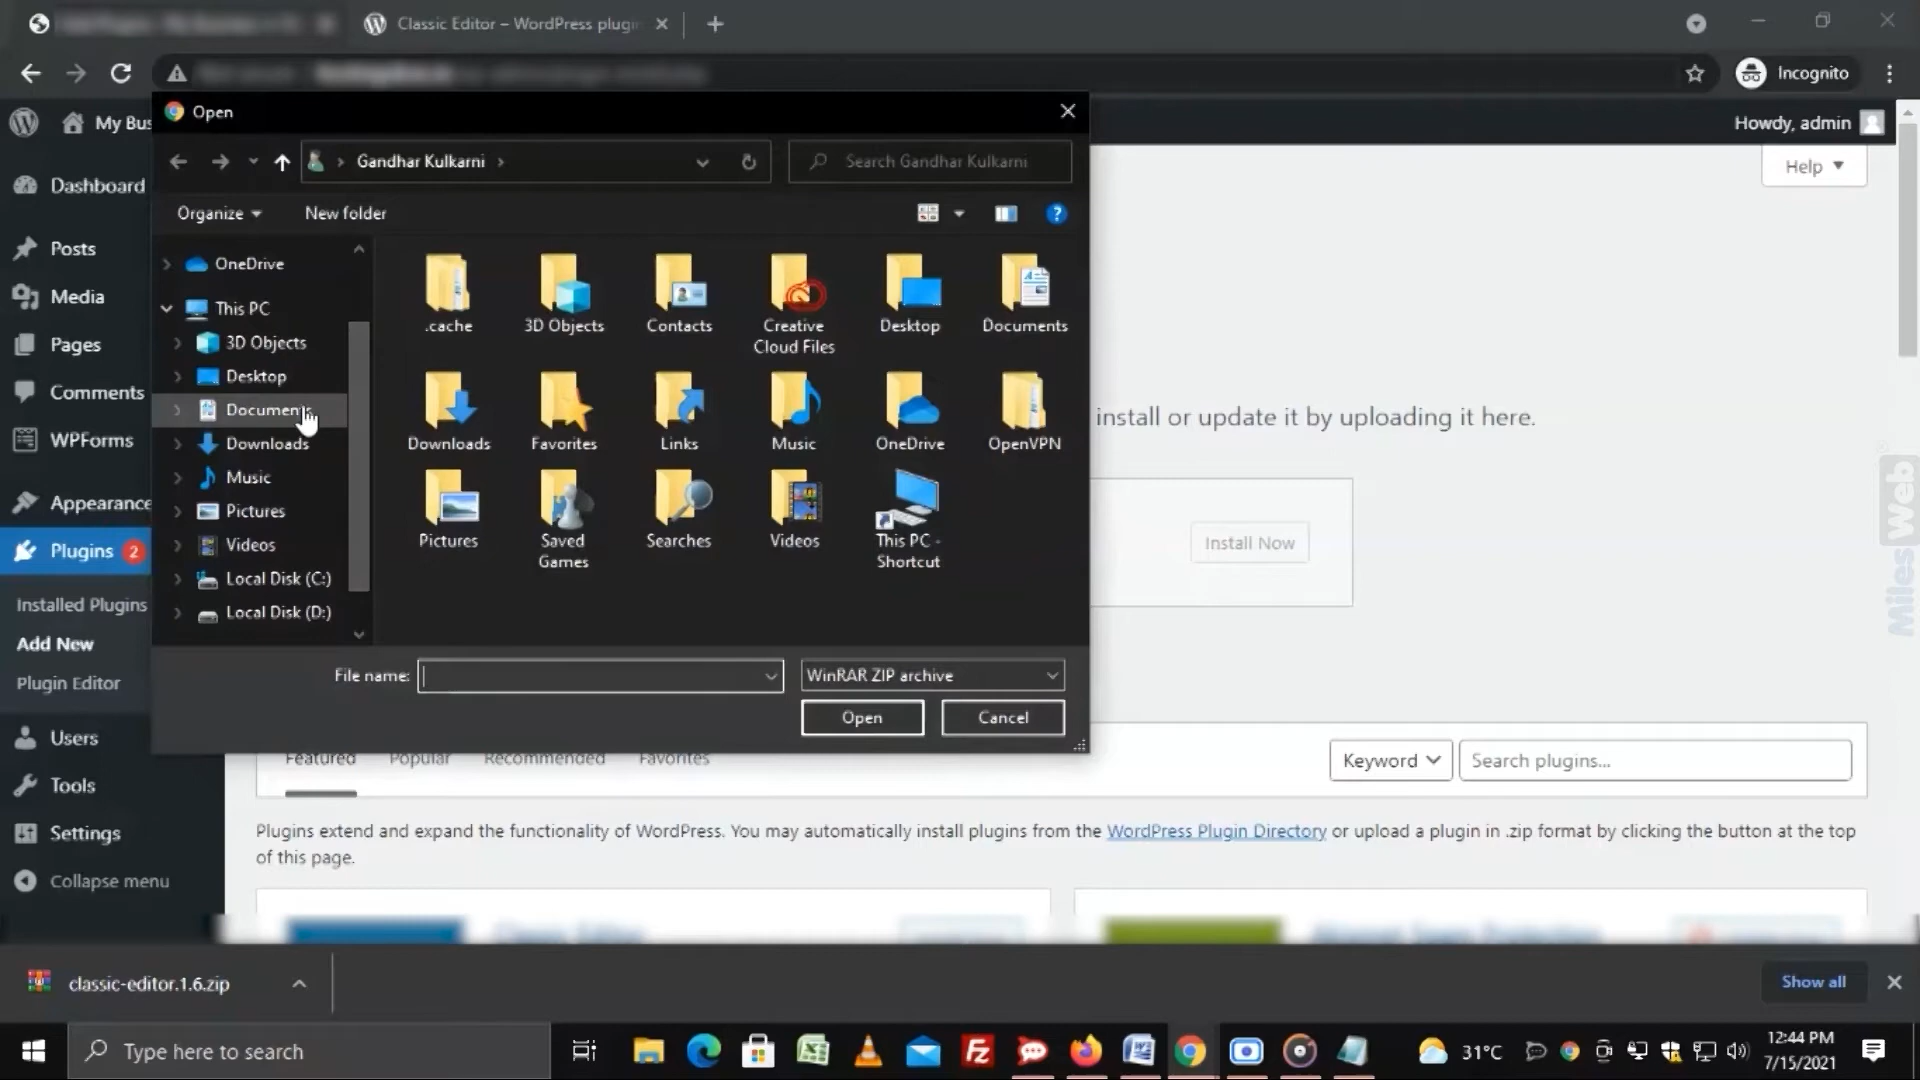 Classic Editor – WordPress plugi
Incognito
Open
My Bus
Howdy, admin
Gandhar Kulkarni
Search Gandhar Kulkarni
Help
Organize
New folder
Dashboard
Posts
Media
Pages
Comments
WPForms
Appearance
Plugins 2
Installed Plugins
Add New
Plugin Editor
Users
Tools
Settings
Collapse menu
OneDrive
This PC
3D Objects
Desktop
Documents
Downloads
Music
Pictures
Videos
Local Disk (C:)
Local Disk (D:)
.cache
3D Objects
Contacts
Creative
Cloud Files
Desktop
Documents
Downloads
Favorites
Links
Music
OneDrive
OpenVPN
Pictures
Saved
Games
Searches
Videos
This PC -
Shortcut
File name:
WinRAR ZIP archive
Open
Cancel
install or update it by uploading it here.
Install Now
MilesWeb
Featured
Popular
Recommended
Favorites
Keyword
Search plugins...
Plugins extend and expand the functionality of WordPress. You may automatically install plugins from the WordPress Plugin Directory or upload a plugin in .zip format by clicking the button at the top
of this page.
classic-editor.1.6.zip
Show all
Type here to search
31°C
12:44 PM
7/15/2021